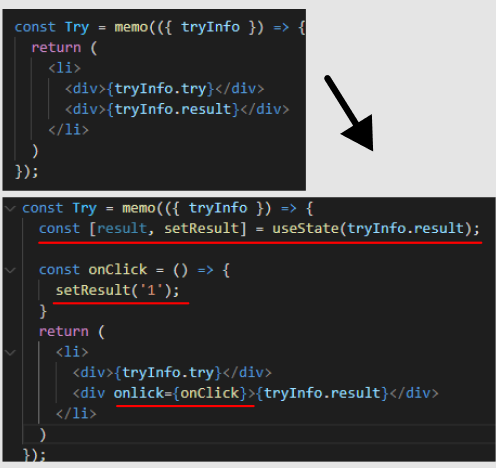 const Try = memo(({ tryInfo }) => {
return (
<li>
<div>{tryInfo.try}</div>
<div>{tryInfo.result}</div>
</li>
)
});
const Try = memo(({ tryInfo }) => {
const [result, setResult] = useState(tryInfo.result);
const onClick = () => {
setResult('1');
}
return (
<li>
<div>{tryInfo.try}</div>
<div onlick={onClick}>{tryInfo.result}</div>
</li>
)
});